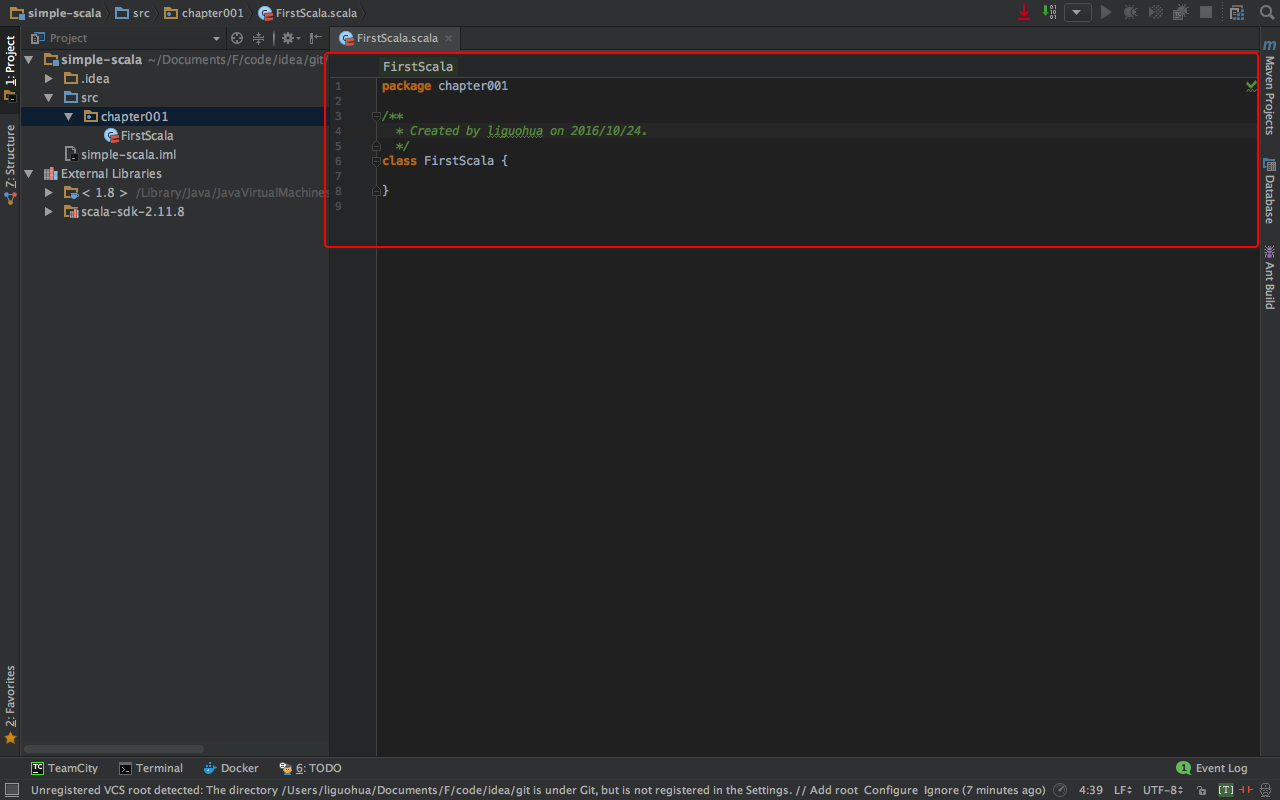 simple-scala src chapter001 FirstScala.scala
Project
FirstScala.scala
1: Project
Z: Structure
2: Favorites
simple-scala ~/Documents/F/code/idea/git/
.idea
src
chapter001
FirstScala
simple-scala.iml
External Libraries
< 1.8 > /Library/Java/JavaVirtualMachines
scala-sdk-2.11.8
FirstScala
1 package chapter001
2
3 /**
4 * Created by liguohua on 2016/10/24.
5 */
6 class FirstScala {
7
8 }
9
Maven Projects
Database
Ant Build
TeamCity Terminal Docker 6: TODO 1 Event Log
Unregistered VCS root detected: The directory /Users/liguohua/Documents/F/code/idea/git is under Git, but is not registered in the Settings. // Add root Configure Ignore (7 minutes ago) 4:39 LF UTF-8 [T]